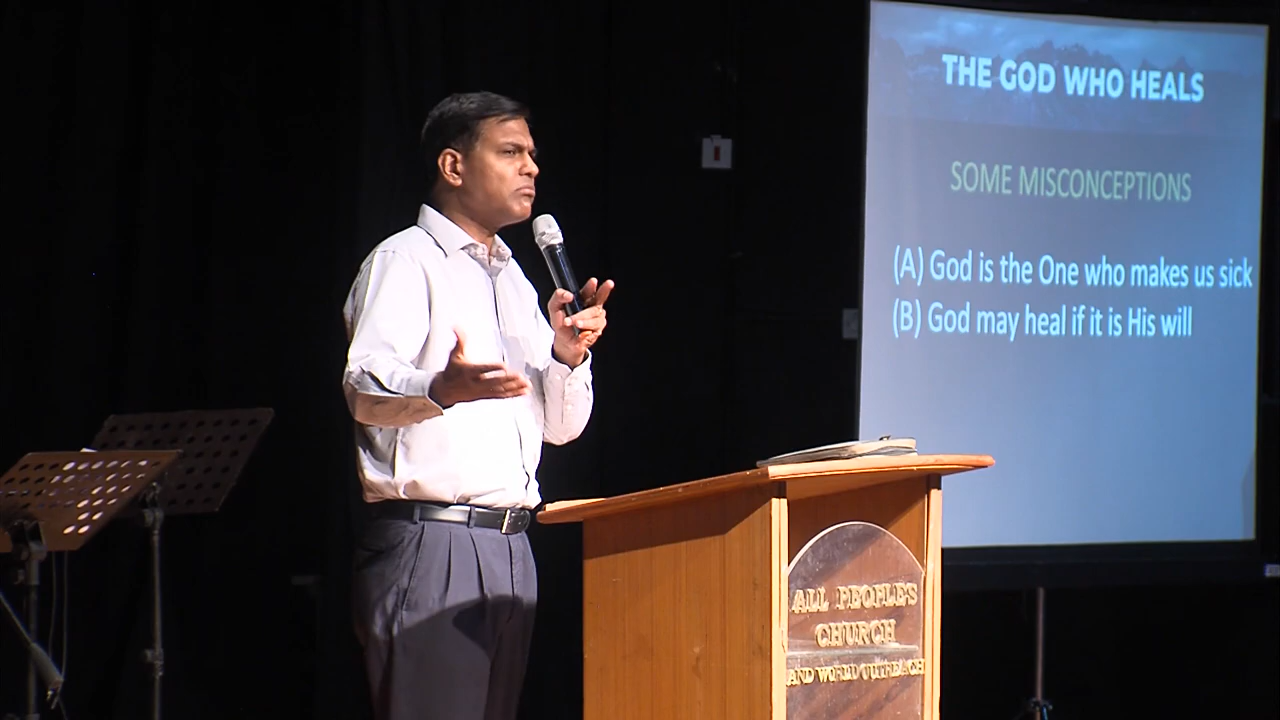 THE GOD WHO HEALS
SOME MISCONCEPTIONS
(A) God is the One who makes us sick
(B) God may heal if it is His will
ALL PEOPLE'S
CHURCH
AND WORLD OUTREACH